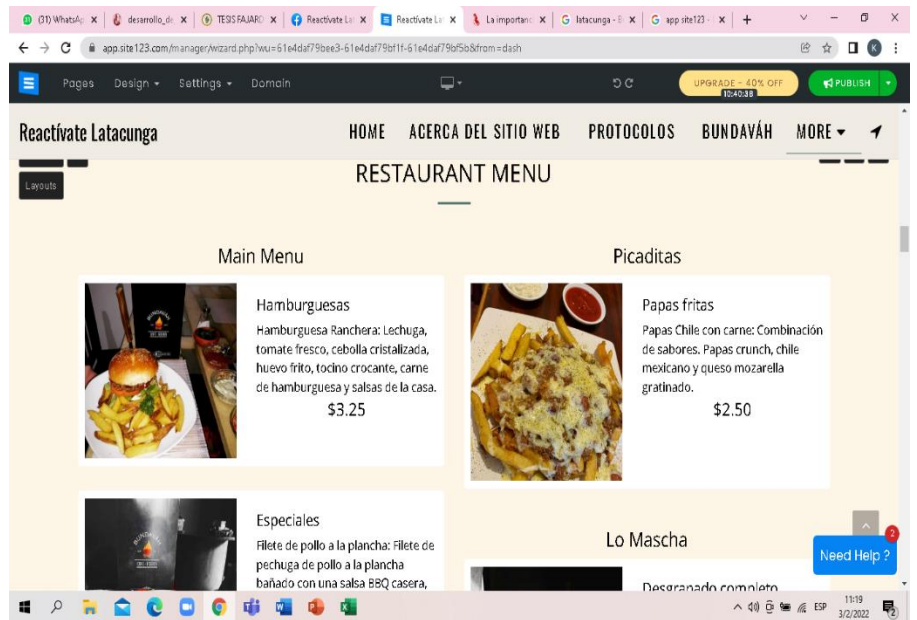 (31) WhatsAp
desarrollo_de
TESIS FAJARD
Reactívate Lat
Reactívate Lat
La importanc
latacunga - B
app site123 -
app.site123.com/manager/wizard.php?wu=61e4daf79bee3-61e4daf79bf1f-61e4daf79bf5b&from=dash
K
Pages Design Settings Domain
UPGRADE - 40% OFF
10:40:38
PUBLISH
Reactívate Latacunga
HOME ACERCA DEL SITIO WEB PROTOCOLOS BUNDAVÁH MORE
Layouts
RESTAURANT MENU
Main Menu
Hamburguesas
Hamburguesa Ranchera: Lechuga,
tomate fresco, cebolla cristalizada,
huevo frito, tocino crocante, carne
de hamburguesa y salsas de la casa.
$3.25
Especiales
Filete de pollo a la plancha: Filete de
pechuga de pollo a la plancha
bañado con una salsa BBQ casera,
Picaditas
Papas fritas
Papas Chile con carne: Combinación
de sabores. Papas crunch, chile
mexicano y queso mozarella
gratinado.
$2.50
Lo Mascha
Desgranado completo
2
Need Help ?
ESP
11:19
3/2/2022
2